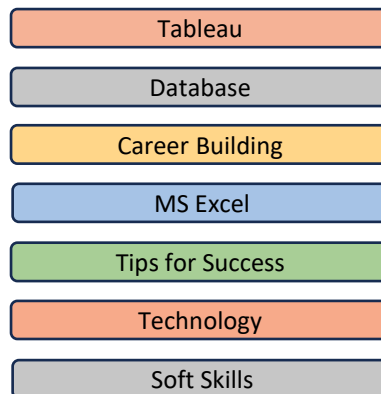 Tableau
Database
Career Building
MS Excel
Tips for Success
Technology
Soft Skills